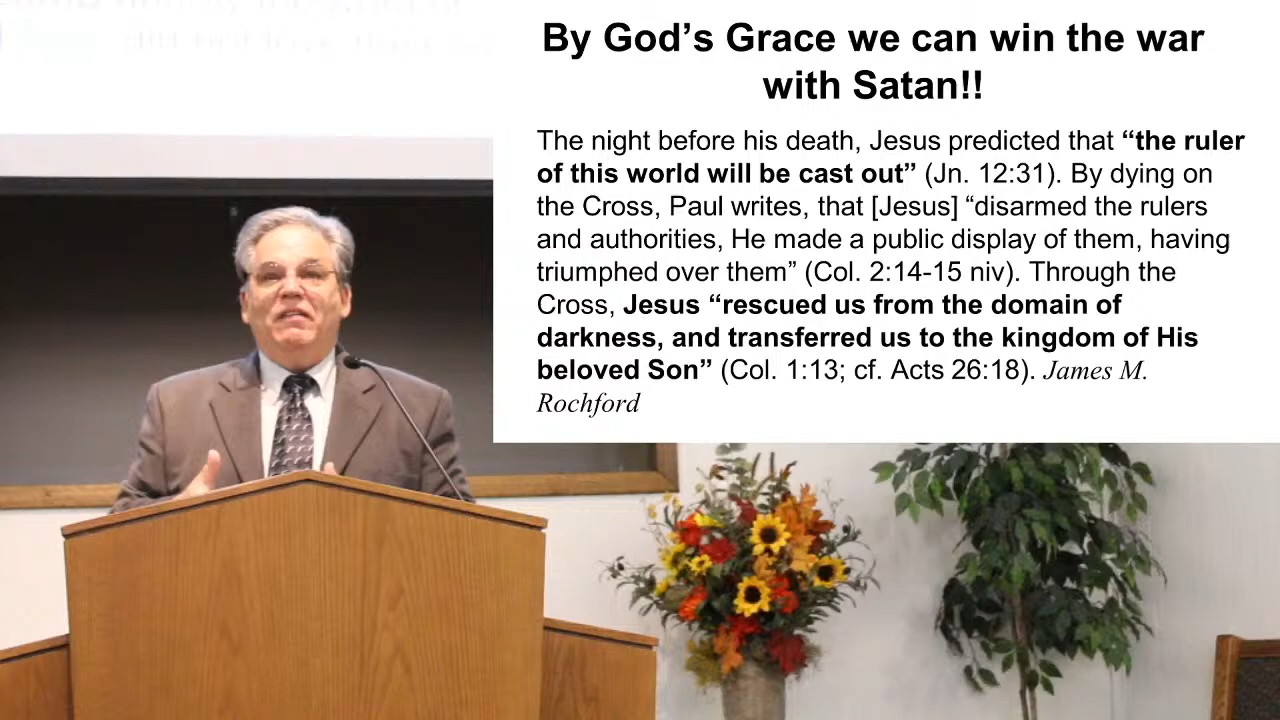 By God’s Grace we can win the war
with Satan!!
The night before his death, Jesus predicted that “the ruler
of this world will be cast out” (Jn. 12:31). By dying on
the Cross, Paul writes, that [Jesus] “disarmed the rulers
and authorities, He made a public display of them, having
triumphed over them” (Col. 2:14-15 niv). Through the
Cross, Jesus “rescued us from the domain of
darkness, and transferred us to the kingdom of His
beloved Son” (Col. 1:13; cf. Acts 26:18). James M.
Rochford